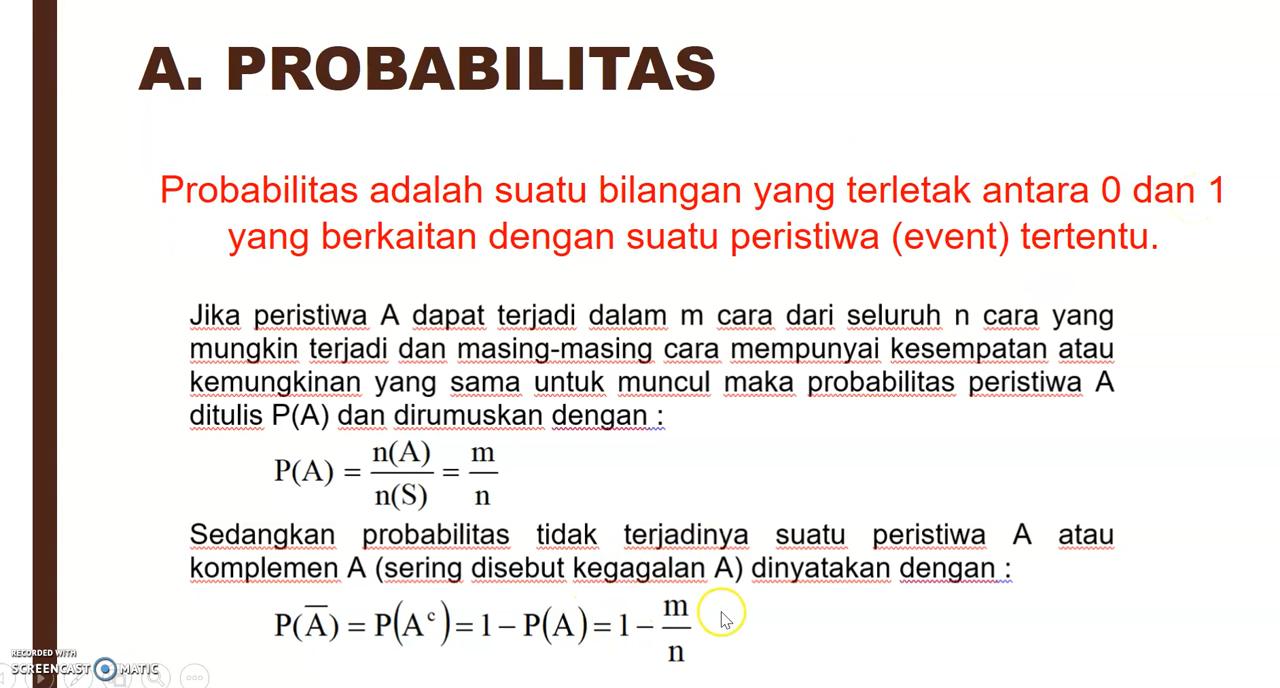 A. PROBABILITAS
Probabilitas adalah suatu bilangan yang terletak antara 0 dan 1
yang berkaitan dengan suatu peristiwa (event) tertentu.
Jika peristiwa A dapat terjadi dalam m cara dari seluruh n cara yang
mungkin terjadi dan masing-masing cara mempunyai kesempatan atau
kemungkinan yang sama untuk muncul maka probabilitas peristiwa A
ditulis P(A) dan dirumuskan dengan :
P(A) = n(A)/n(S) = m/n
Sedangkan probabilitas tidak terjadinya suatu peristiwa A atau
komplemen A (sering disebut kegagalan A) dinyatakan dengan :
P(A̅) = P(Aᶜ) = 1 − P(A) = 1 − m/n
RECORDED WITH
SCREENCAST MATIC